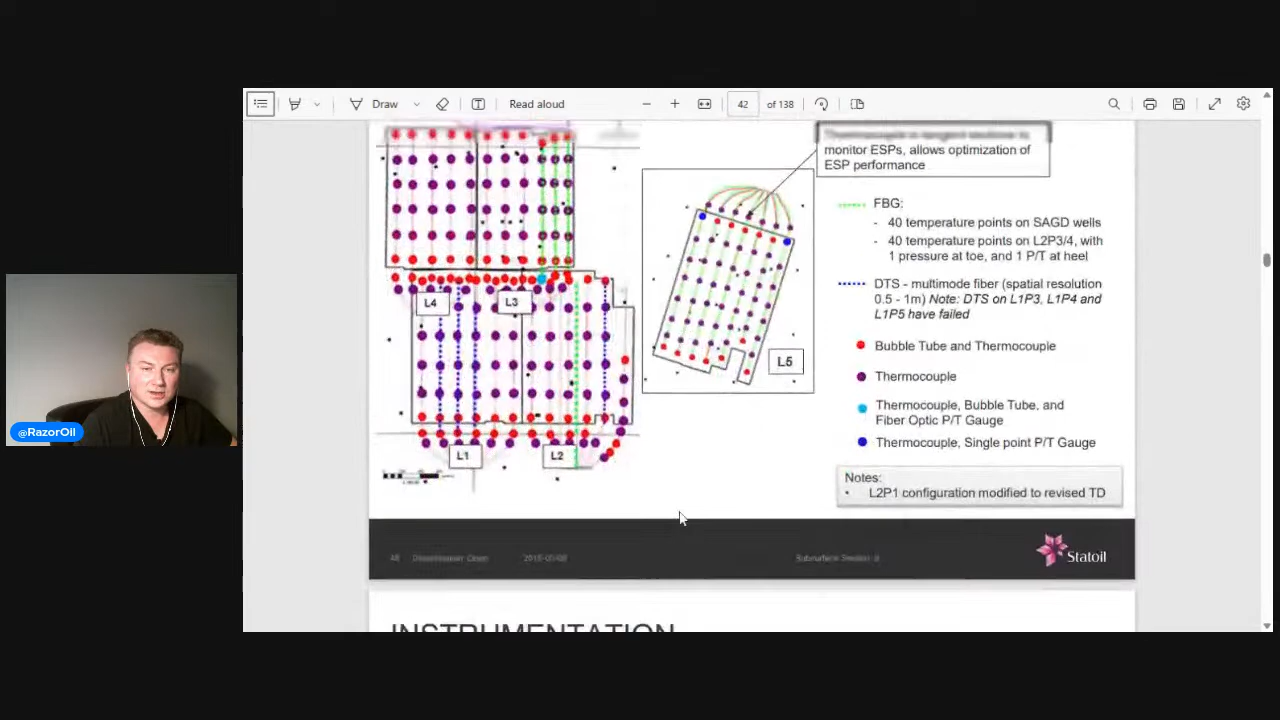 Draw
Read aloud
42
of 138
monitor ESPs, allows optimization of
ESP performance
FBG:
- 40 temperature points on SAGD wells
- 40 temperature points on L2P3/4, with
1 pressure at toe, and 1 P/T at heel
DTS - multimode fiber (spatial resolution
0.5 - 1m) Note: DTS on L1P3, L1P4 and
L1P5 have failed
Bubble Tube and Thermocouple
Thermocouple
Thermocouple, Bubble Tube, and
Fiber Optic P/T Gauge
Thermocouple, Single point P/T Gauge
Notes:
• L2P1 configuration modified to revised TD
L4
L3
L5
L1
L2
Statoil
INSTRUMENTATION
@RazorOil